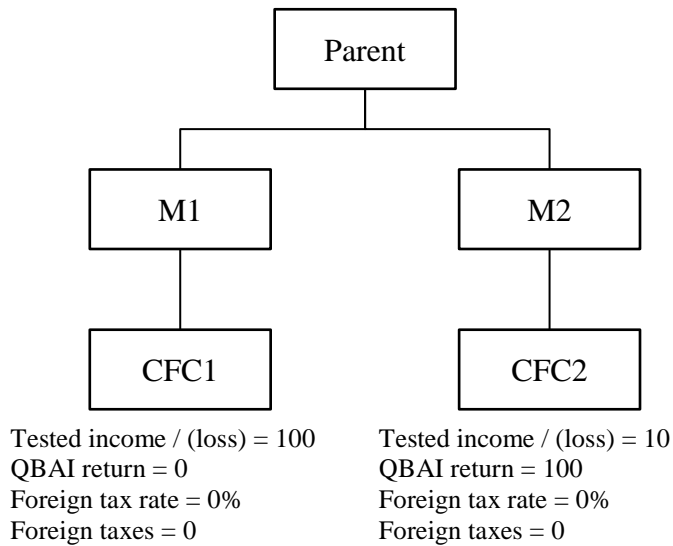 Parent
M1
M2
CFC1
CFC2
Tested income / (loss) = 100
QBAI return = 0
Foreign tax rate = 0%
Foreign taxes = 0
Tested income / (loss) = 10
QBAI return = 100
Foreign tax rate = 0%
Foreign taxes = 0